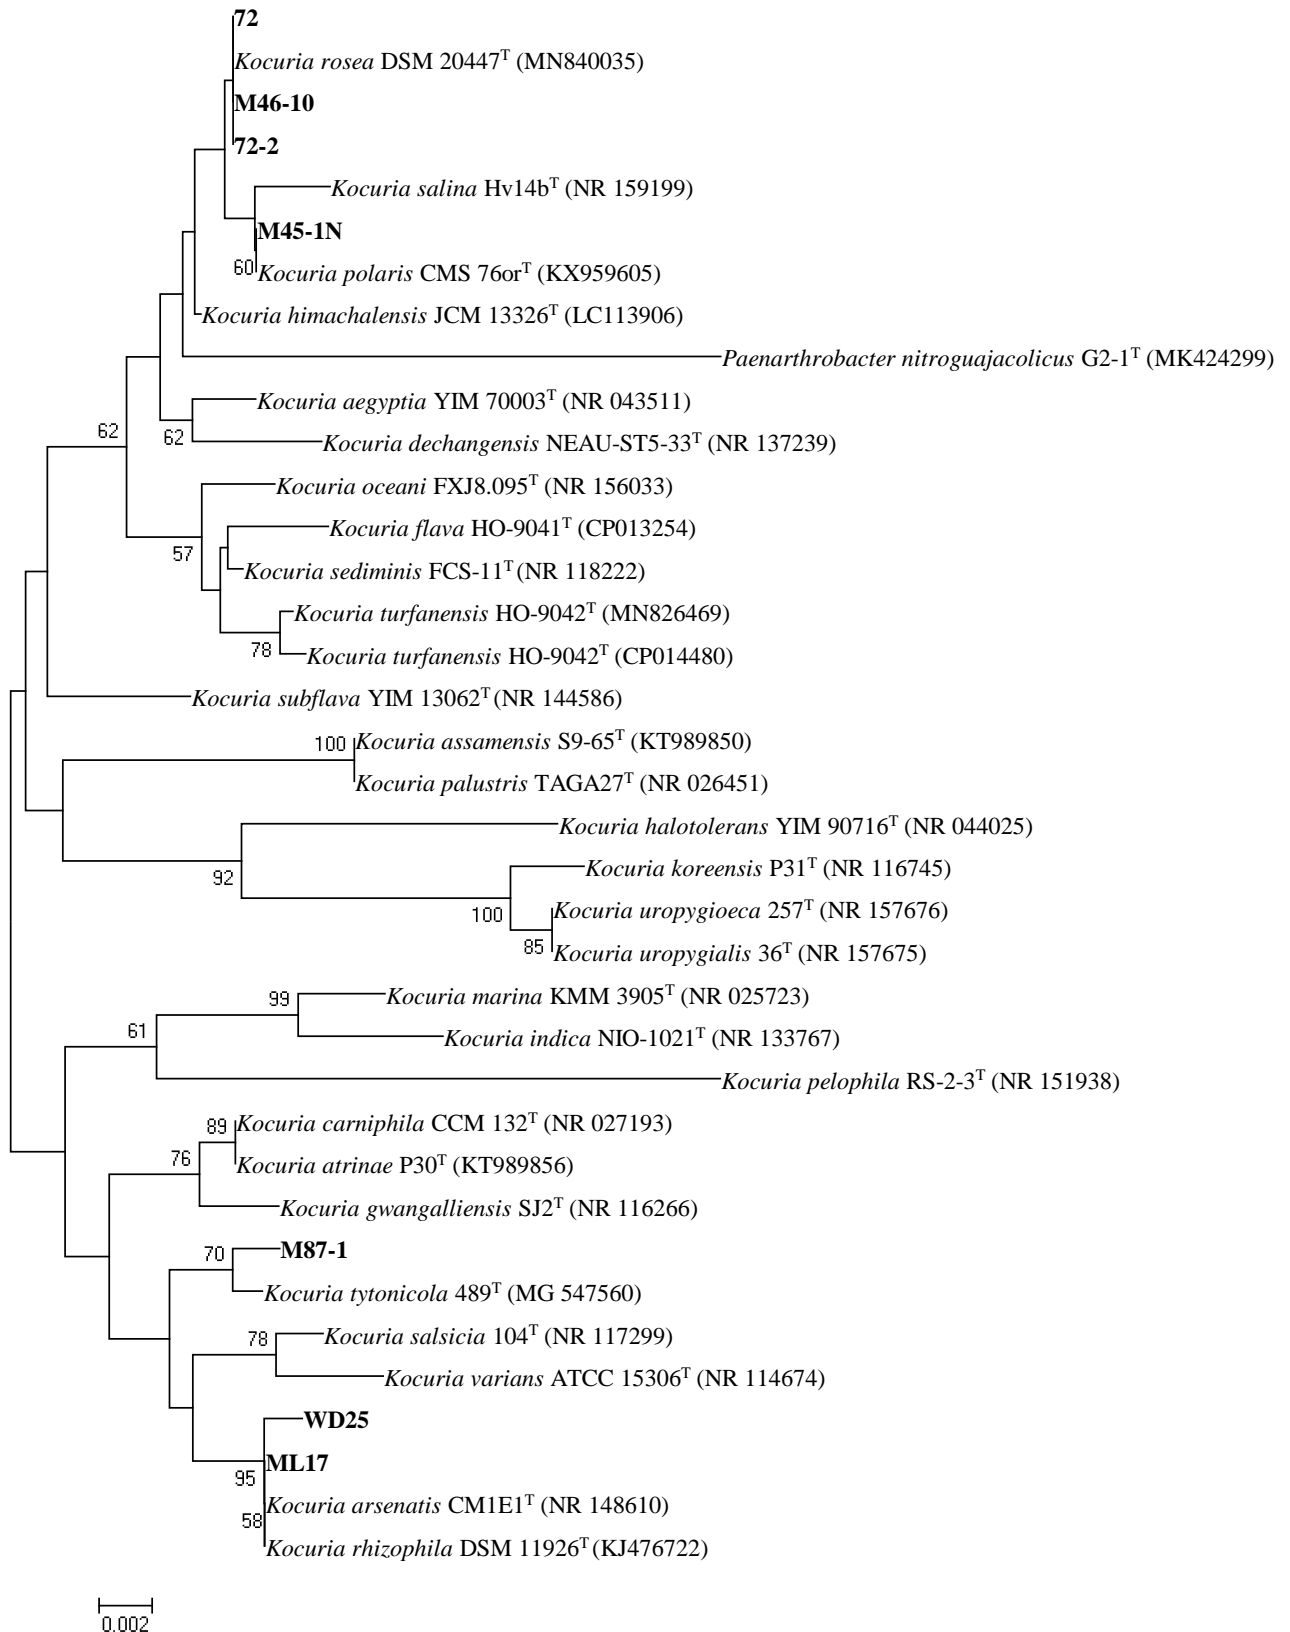 72
Kocuria rosea DSM 20447T (MN840035)
M46-10
72-2
Kocuria salina Hv14bT (NR 159199)
M45-1N
60
Kocuria polaris CMS 76orT (KX959605)
Kocuria himachalensis JCM 13326T (LC113906)
Paenarthrobacter nitroguajacolicus G2-1T (MK424299)
Kocuria aegyptia YIM 70003T (NR 043511)
62
62
Kocuria dechangensis NEAU-ST5-33T (NR 137239)
Kocuria oceani FXJ8.095T (NR 156033)
Kocuria flava HO-9041T (CP013254)
57
Kocuria sediminis FCS-11T (NR 118222)
Kocuria turfanensis HO-9042T (MN826469)
78
Kocuria turfanensis HO-9042T (CP014480)
Kocuria subflava YIM 13062T (NR 144586)
100
Kocuria assamensis S9-65T (KT989850)
Kocuria palustris TAGA27T (NR 026451)
Kocuria halotolerans YIM 90716T (NR 044025)
Kocuria koreensis P31T (NR 116745)
92
100
Kocuria uropygioeca 257T (NR 157676)
85
Kocuria uropygialis 36T (NR 157675)
99
Kocuria marina KMM 3905T (NR 025723)
61
Kocuria indica NIO-1021T (NR 133767)
Kocuria pelophila RS-2-3T (NR 151938)
89
Kocuria carniphila CCM 132T (NR 027193)
76
Kocuria atrinae P30T (KT989856)
Kocuria gwangalliensis SJ2T (NR 116266)
70
M87-1
Kocuria tytonicola 489T (MG 547560)
78
Kocuria salsicia 104T (NR 117299)
Kocuria varians ATCC 15306T (NR 114674)
WD25
ML17
95
Kocuria arsenatis CM1E1T (NR 148610)
58
Kocuria rhizophila DSM 11926T (KJ476722)
0.002